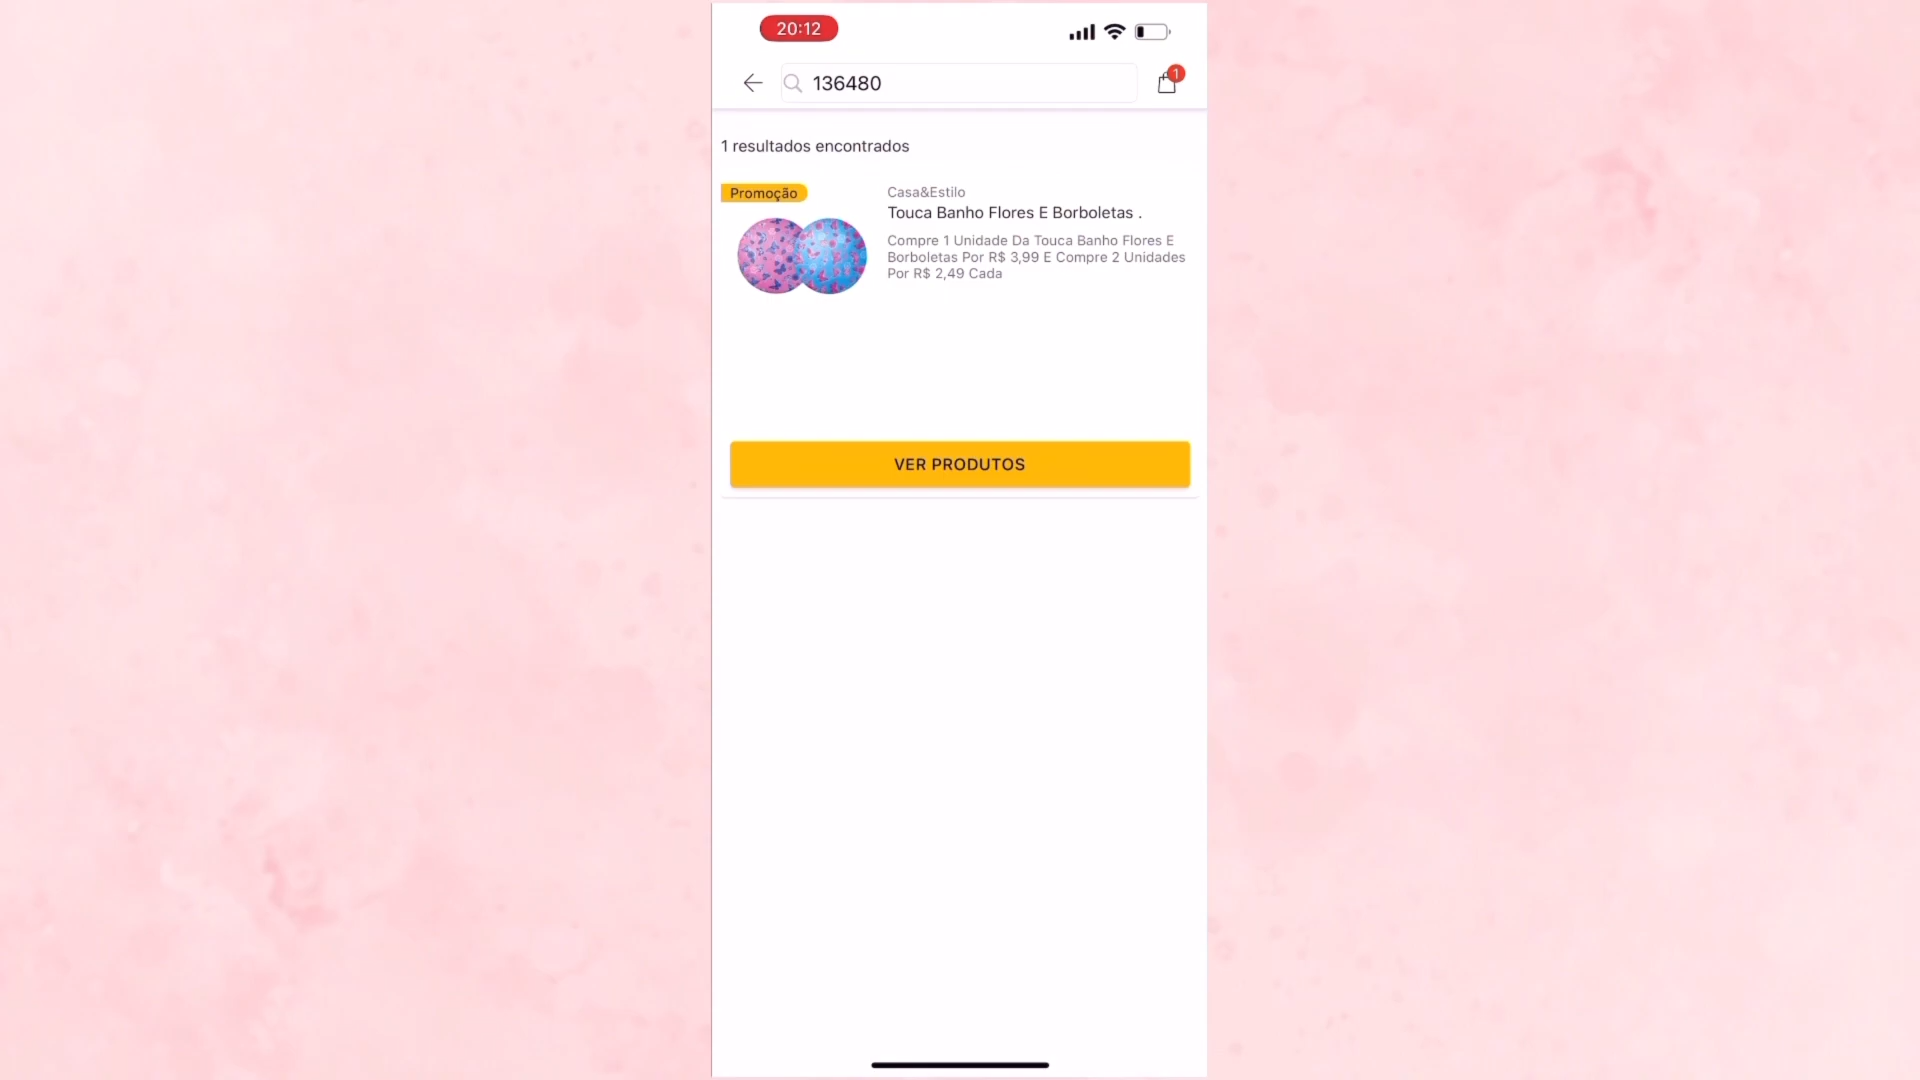 20:12
136480
1
1 resultados encontrados
Promoção
Casa&Estilo
Touca Banho Flores E Borboletas .
Compre 1 Unidade Da Touca Banho Flores E
Borboletas Por R$ 3,99 E Compre 2 Unidades
Por R$ 2,49 Cada
VER PRODUTOS